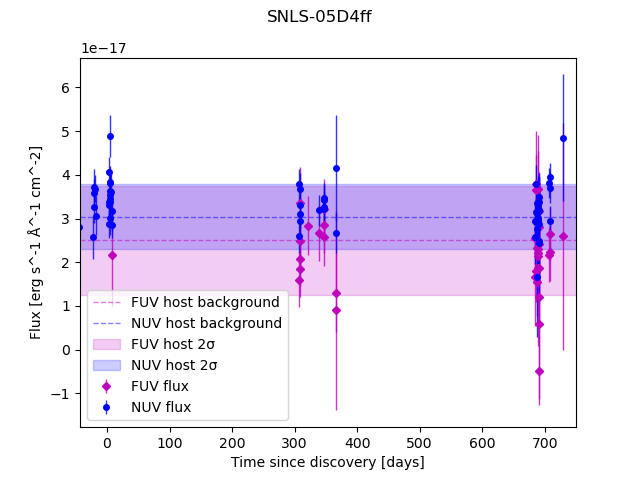 SNLS-05D4ff
1e−17
6
5
4
3
2
1
0
−1
Flux [erg s^-1 Å^-1 cm^-2]
FUV host background
NUV host background
FUV host 2σ
NUV host 2σ
FUV flux
NUV flux
0 100 200 300 400 500 600 700
Time since discovery [days]